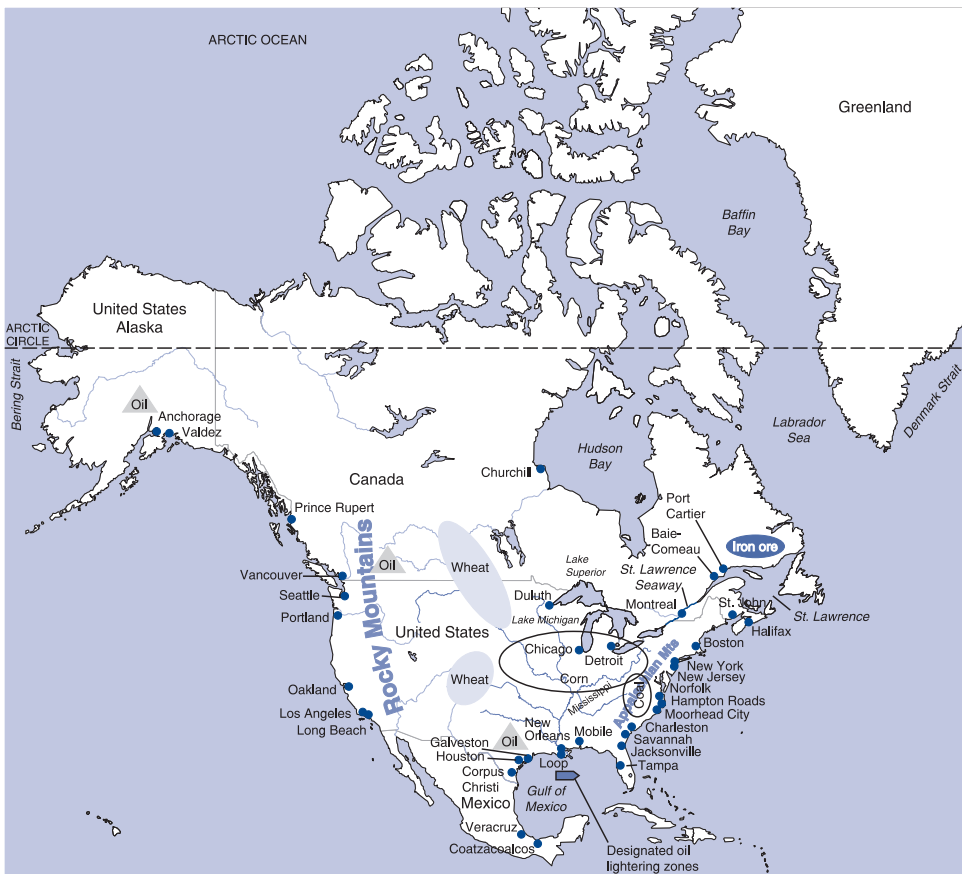 ARCTIC OCEAN
Greenland
Baffin
Bay
United States
Alaska
ARCTIC
CIRCLE
Bering Strait
Denmark Strait
Oil
Anchorage
Valdez
Labrador
Sea
Hudson
Bay
Churchill
Canada
Port
Cartier
Prince Rupert
Baie-
Comeau
Iron ore
Rocky Mountains
Oil
Wheat
Lake
Superior
St. Lawrence
Seaway
Vancouver
Seattle
Duluth
Montreal
St. John
St. Lawrence
Portland
Lake Michigan
Halifax
United States
Chicago
Detroit
Boston
Appalachian Mts
New York
New Jersey
Wheat
Corn
Oakland
Mississippi
Coal
Norfolk
Hampton Roads
Los Angeles
Long Beach
Moorhead City
New
Orleans
Mobile
Charleston
Oil
Savannah
Galveston
Jacksonville
Houston
Loop
Tampa
Corpus
Christi
Gulf of
Mexico
Mexico
Veracruz
Coatzacoalcos
Designated oil
lightering zones